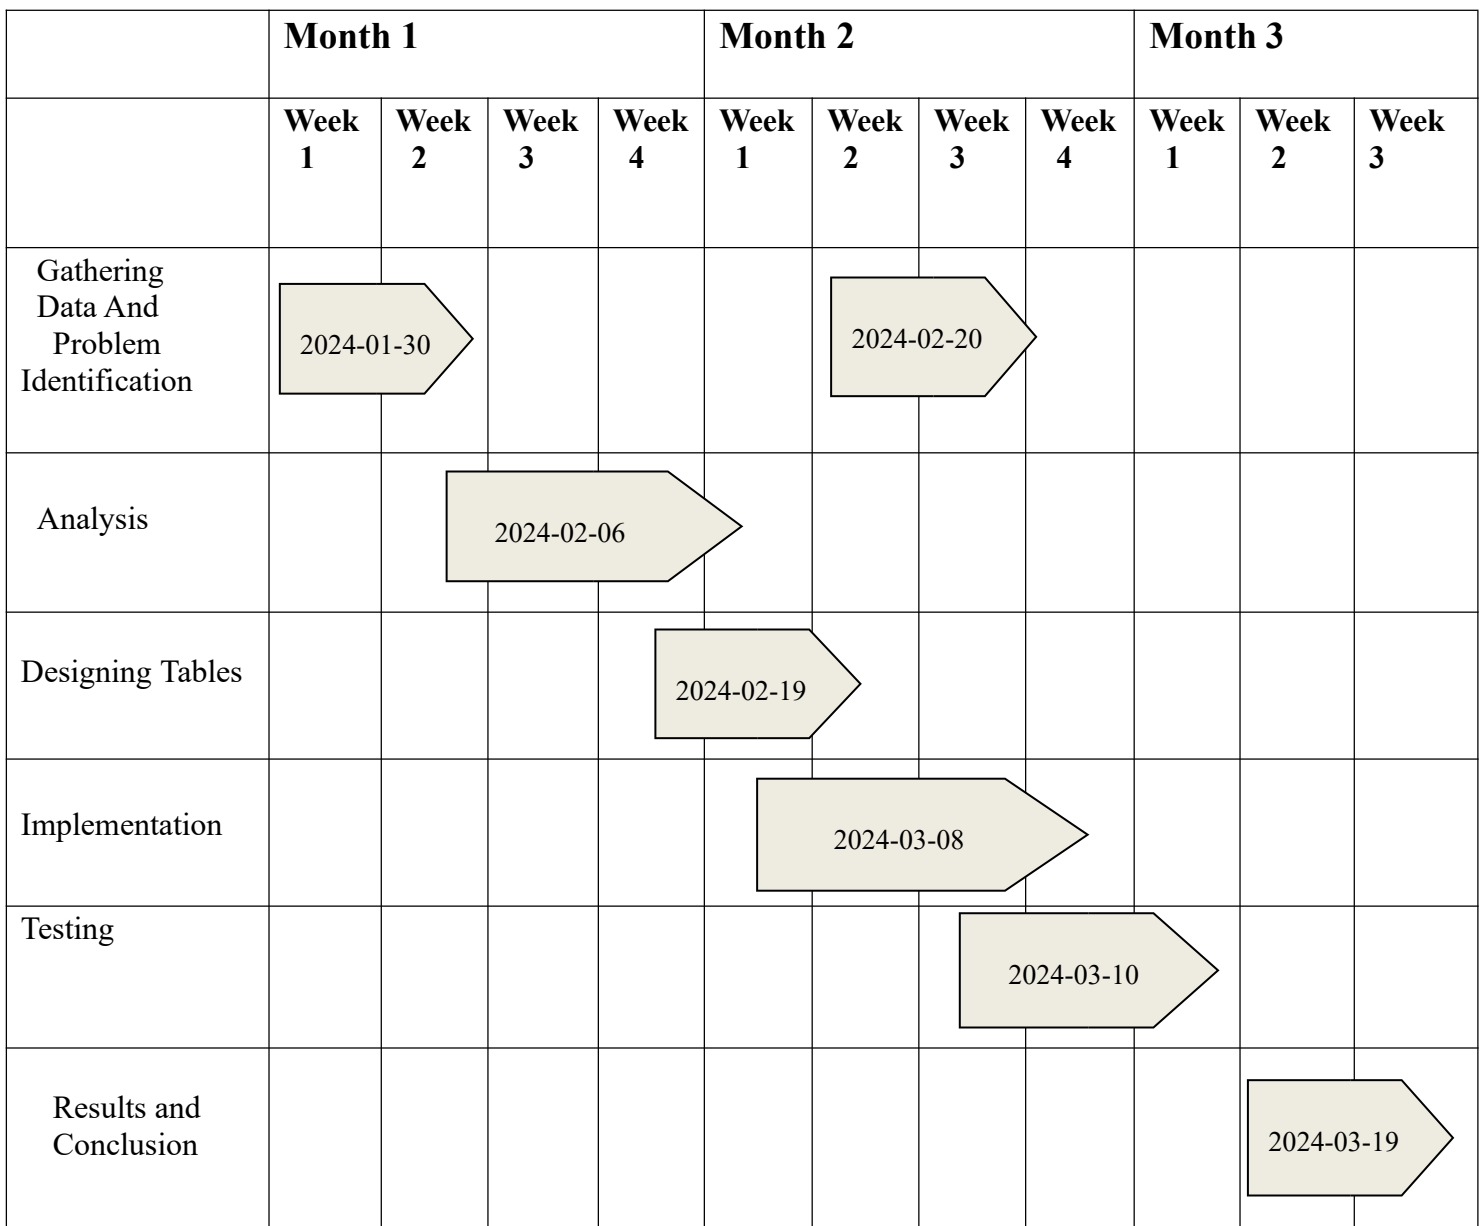 Month 1 Month 2 Month 3
Week Week Week Week Week Week Week Week Week Week Week
1 2 3 4 1 2 3 4 1 2 3
Gathering
Data And
Problem
Identification
2024-01-30
2024-02-20
Analysis
2024-02-06
Designing Tables
2024-02-19
Implementation
2024-03-08
Testing
2024-03-10
Results and
Conclusion
2024-03-19